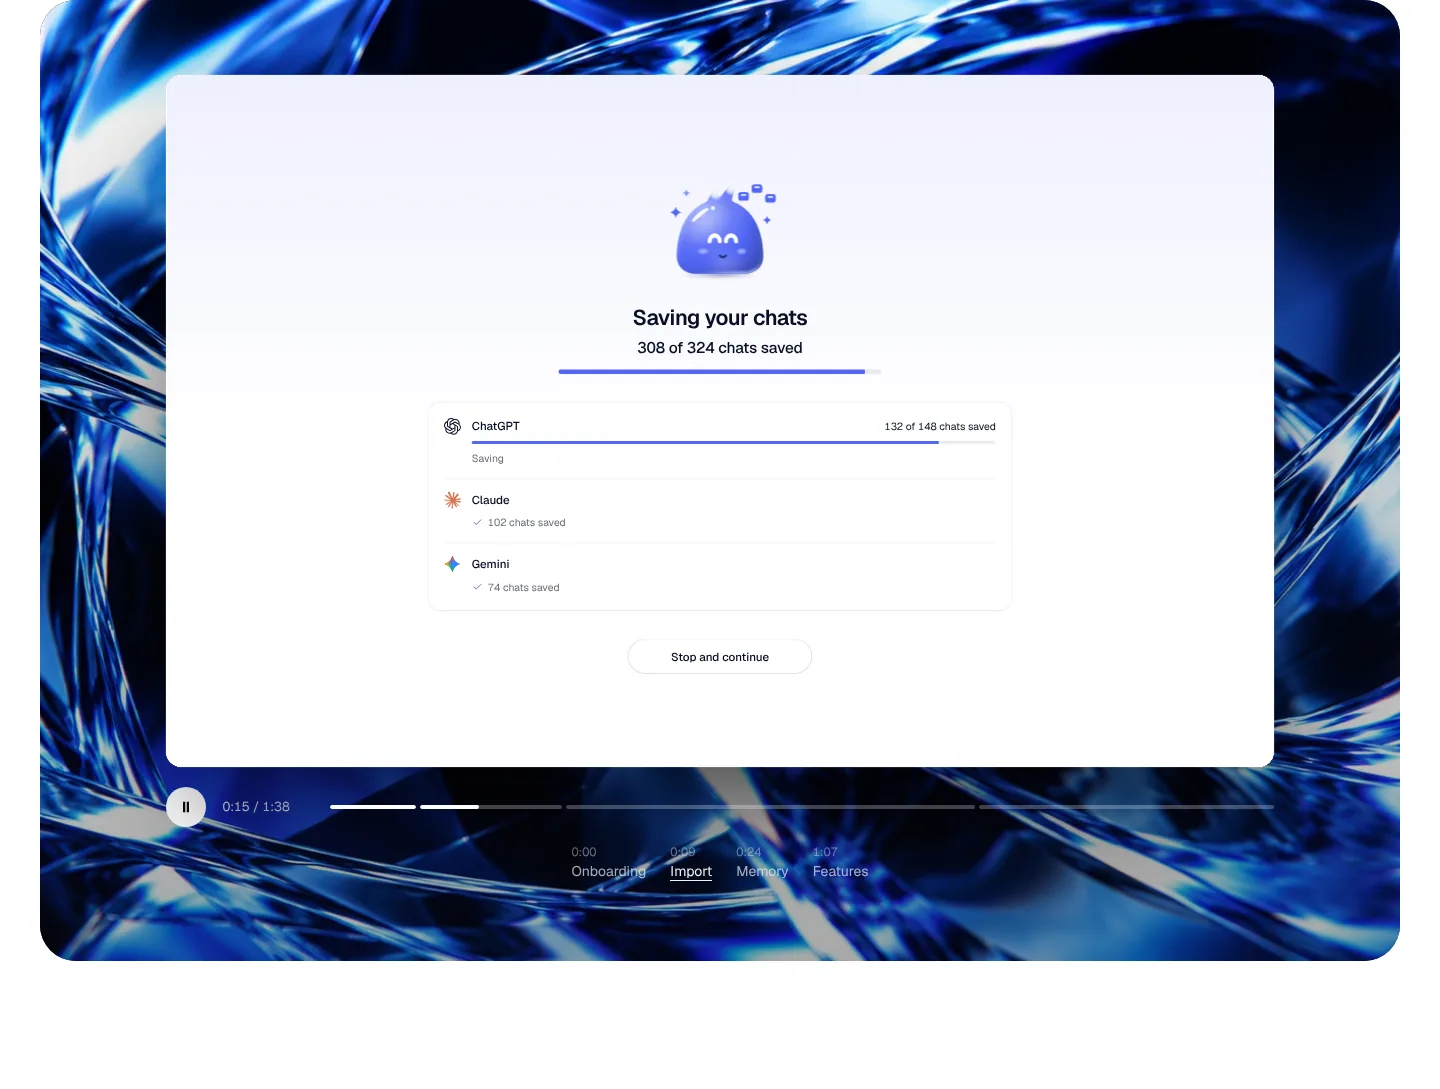 Saving your chats
308 of 324 chats saved
ChatGPT
132 of 148 chats saved
Saving
Claude
102 chats saved
Gemini
74 chats saved
Stop and continue
0:15 / 1:38
0:00
Onboarding
0:09
Import
0:24
Memory
1:07
Features